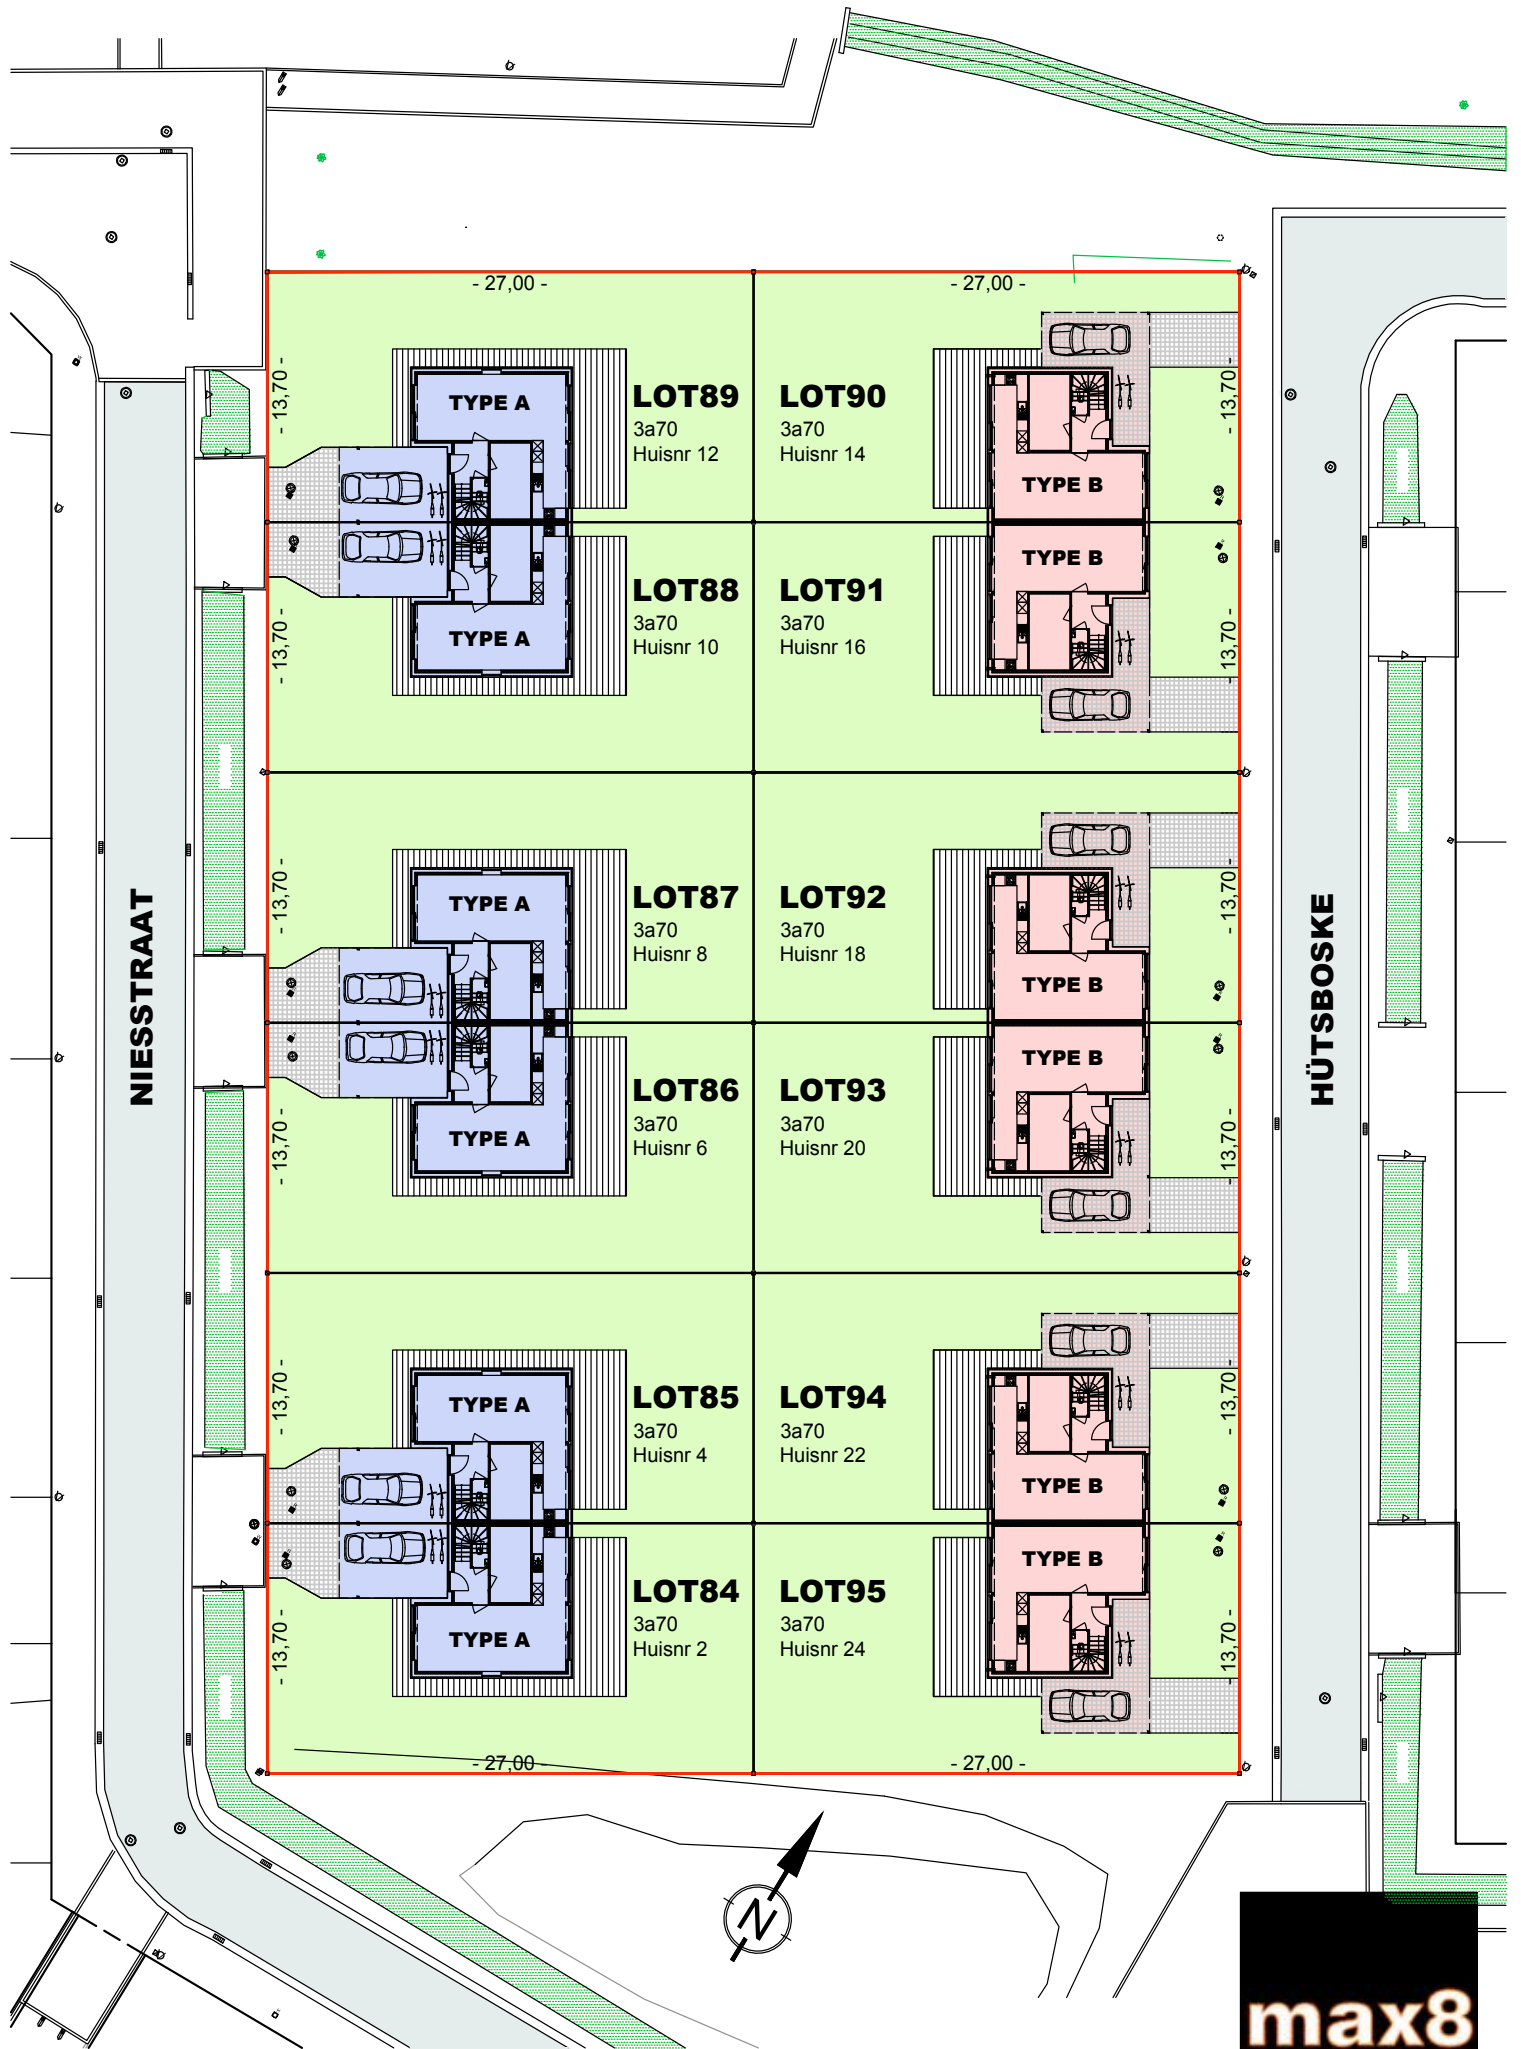 - 27,00 -
- 27,00 -
- 13,70 -
TYPE A
LOT89
3a70
Huisnr 12
LOT90
3a70
Huisnr 14
TYPE B
- 13,70 -
- 13,70 -
TYPE A
LOT88
3a70
Huisnr 10
LOT91
3a70
Huisnr 16
TYPE B
- 13,70 -
- 13,70 -
TYPE A
LOT87
3a70
Huisnr 8
LOT92
3a70
Huisnr 18
TYPE B
- 13,70 -
NIESSTRAAT
HÜTSBOSKE
- 13,70 -
TYPE A
LOT86
3a70
Huisnr 6
LOT93
3a70
Huisnr 20
TYPE B
- 13,70 -
- 13,70 -
TYPE A
LOT85
3a70
Huisnr 4
LOT94
3a70
Huisnr 22
TYPE B
- 13,70 -
- 13,70 -
TYPE A
LOT84
3a70
Huisnr 2
LOT95
3a70
Huisnr 24
TYPE B
- 13,70 -
- 27,00 -
- 27,00 -
N
max8